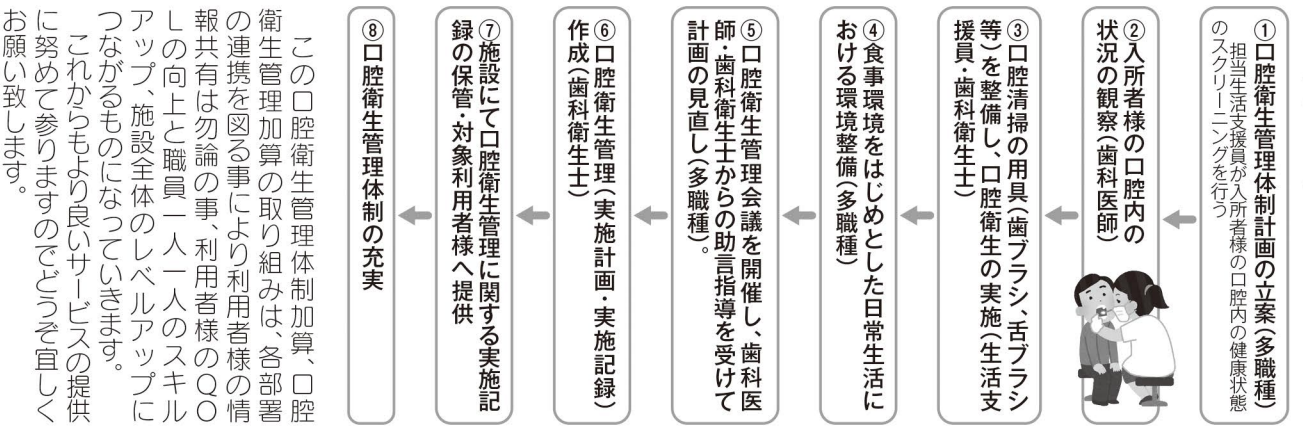 ①口腔衛生管理体制計画の立案(多職種)
担当生活支援員が入所者様の口腔内の健康状態
のスクリーニングを行う
②入所者様の口腔内の
状況の観察(歯科医師)
③口腔清掃の用具(歯ブラシ、舌ブラシ
等)を整備し、口腔衛生の実施(生活支
援員・歯科衛生士)
④食事環境をはじめとした日常生活に
おける環境整備(多職種)
⑤口腔衛生管理会議を開催し、歯科医
師・歯科衛生士からの助言指導を受けて
計画の見直し(多職種)。
⑥口腔衛生管理(実施計画・実施記録)
作成(歯科衛生士)
⑦施設にて口腔衛生管理に関する実施記
録の保管・対象利用者様へ提供
⑧口腔衛生管理体制の充実
この口腔衛生管理体制加算、口腔
衛生管理加算の取り組みは、各部署
の連携を図る事により利用者様の情
報共有は勿論の事、利用者様のQO
Lの向上と職員一人一人のスキル
アップ、施設全体のレベルアップに
つながるものになっていきます。
これからもより良いサービスの提供
に努めて参りますのでどうぞ宜しく
お願い致します。